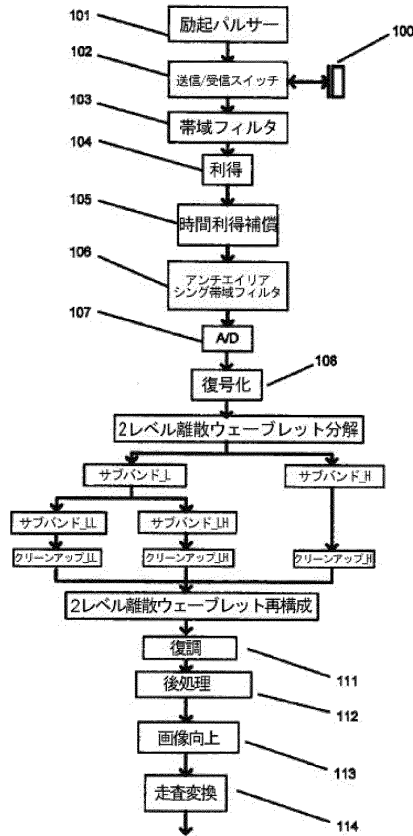 101
励起パルサー
100
102
送信/受信スイッチ
103
帯域フィルタ
104
利得
105
時間利得補償
106
アンチエイリア
シング帯域フィルタ
107
A/D
108
復号化
2レベル離散ウェーブレット分解
サブバンド_L
サブバンド_H
サブバンド_LL
サブバンド_LH
クリーンアップ_LL
クリーンアップ_LH
クリーンアップ_H
2レベル離散ウェーブレット再構成
復調
111
後処理
112
画像向上
113
走査変換
114